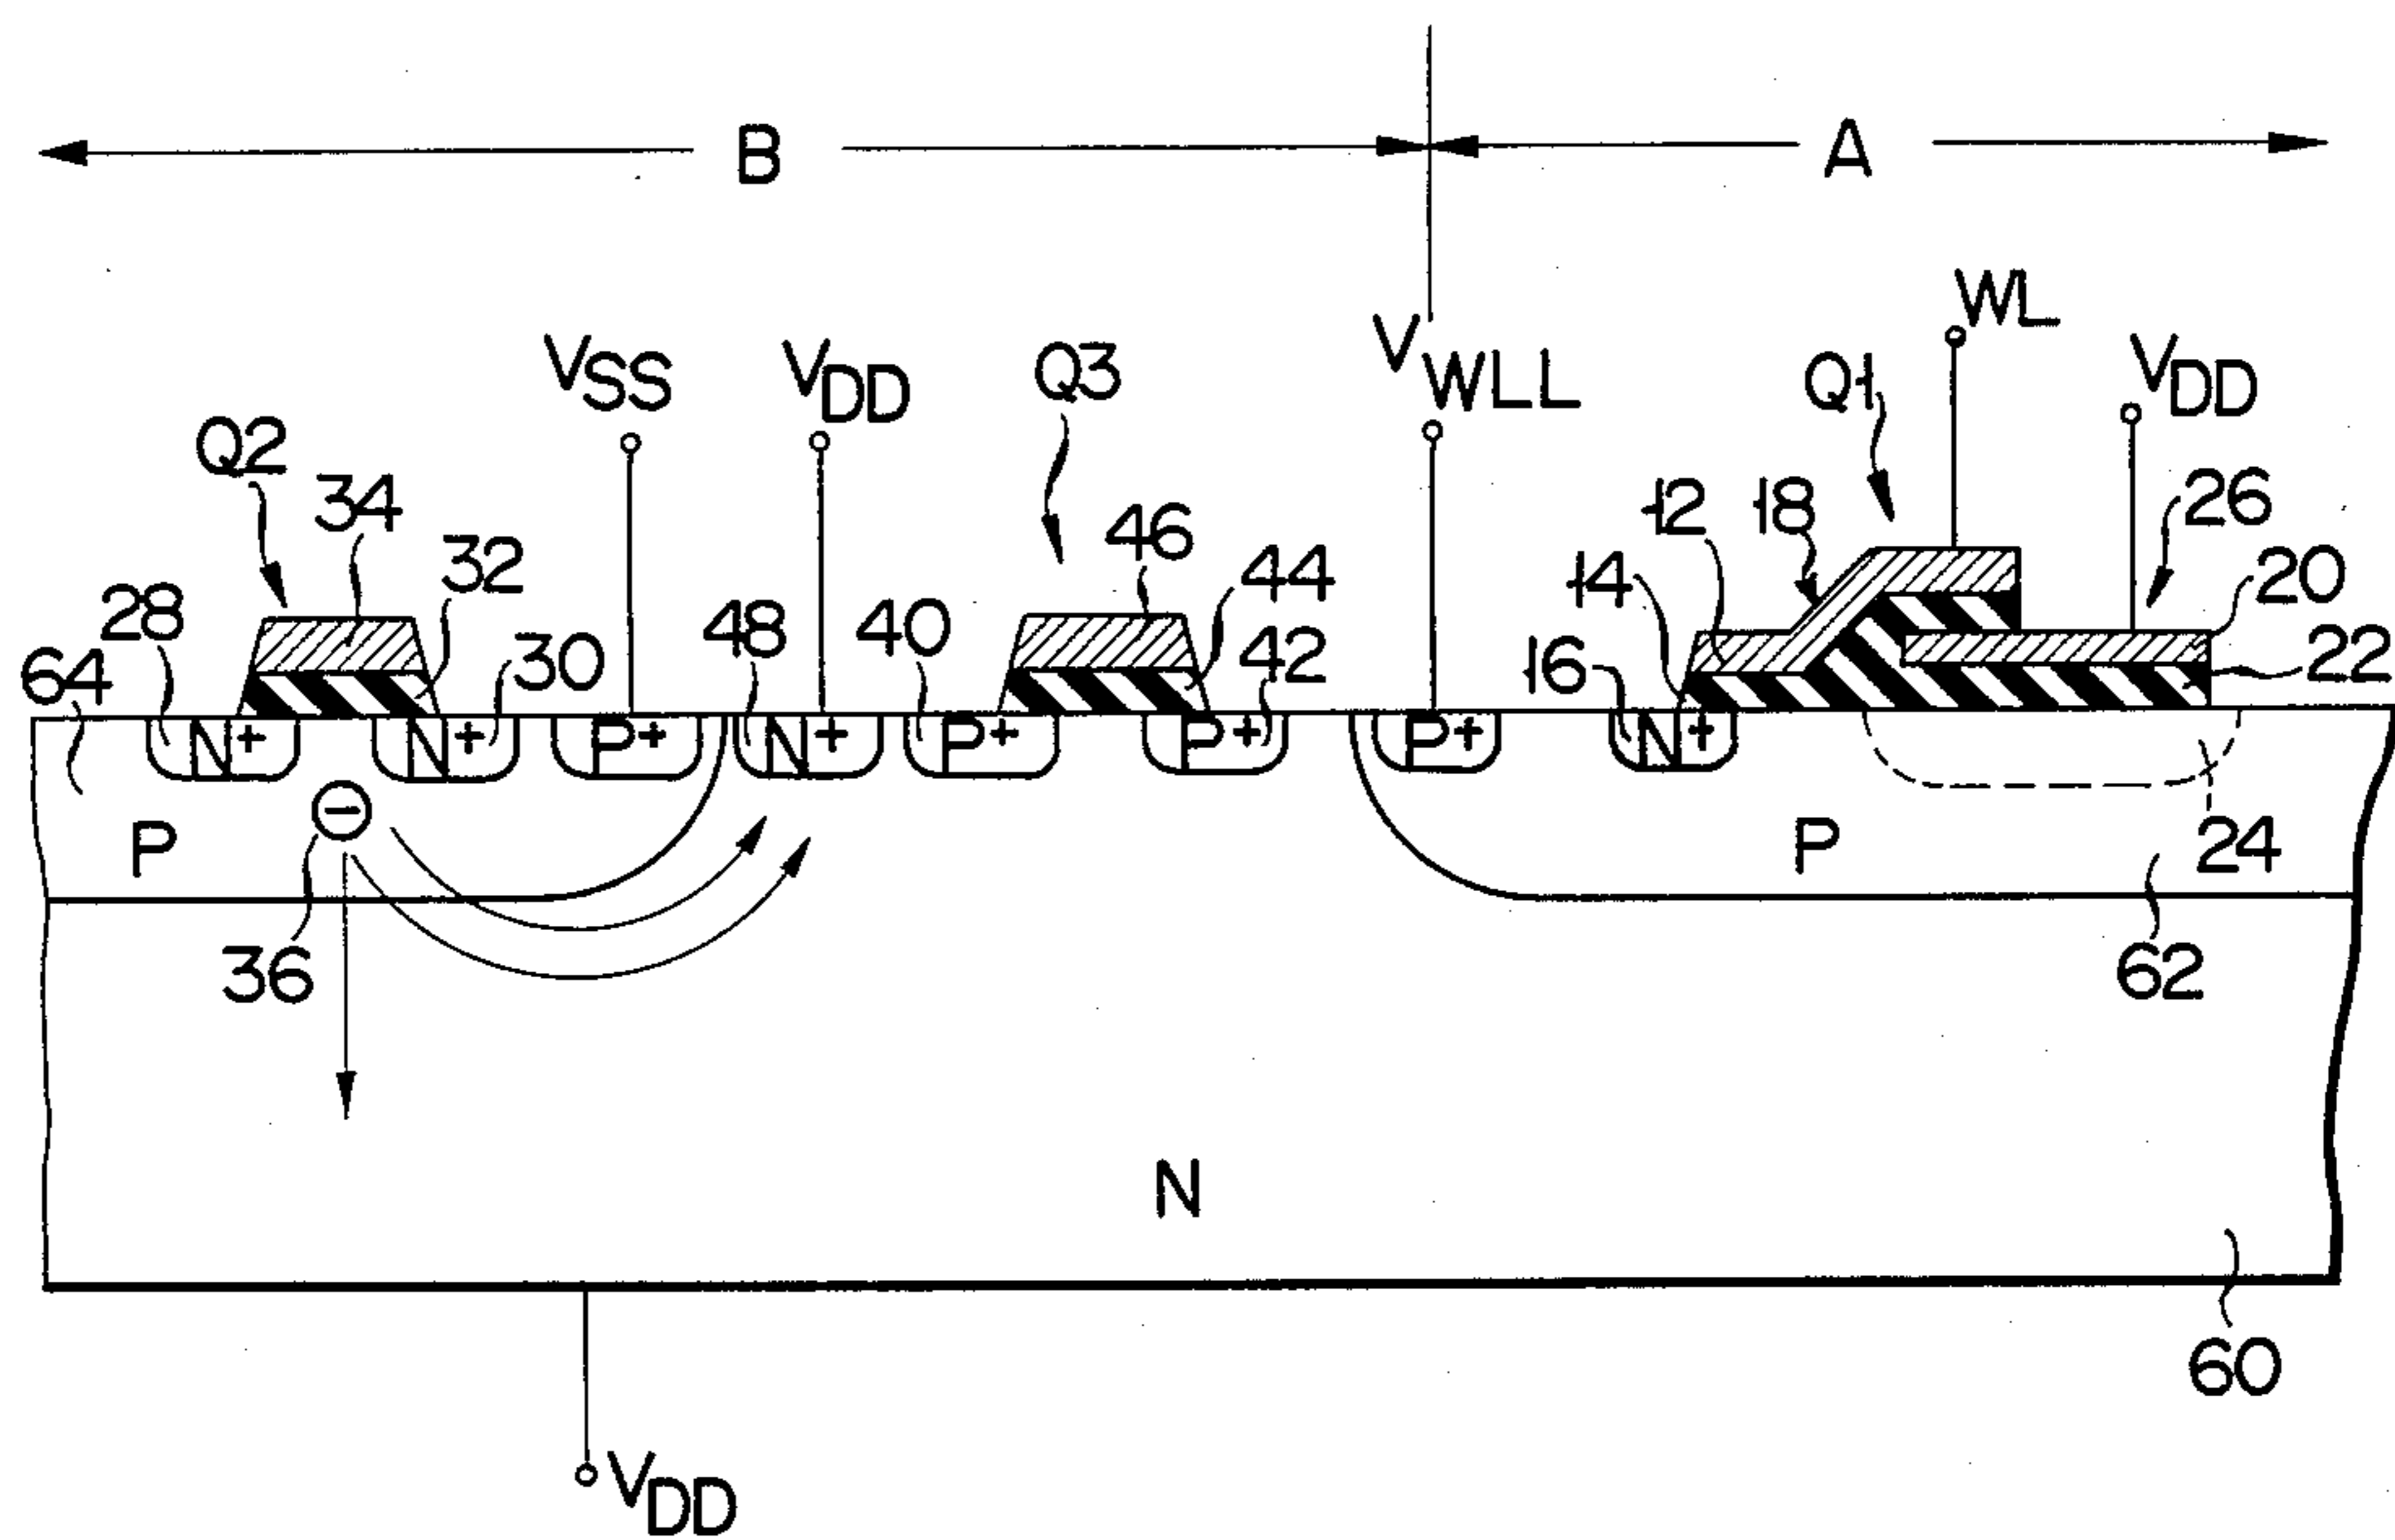 B A
WL
VSS VDD Q3 VWLL Q1 VDD
Q2 34 32 46 44 12 18 26
28 30 48 40 42 14 16 20
64 22
N+ N+ P+ N+ P+ P+ P+ N+
P − P 24
36 62
N
60
VDD